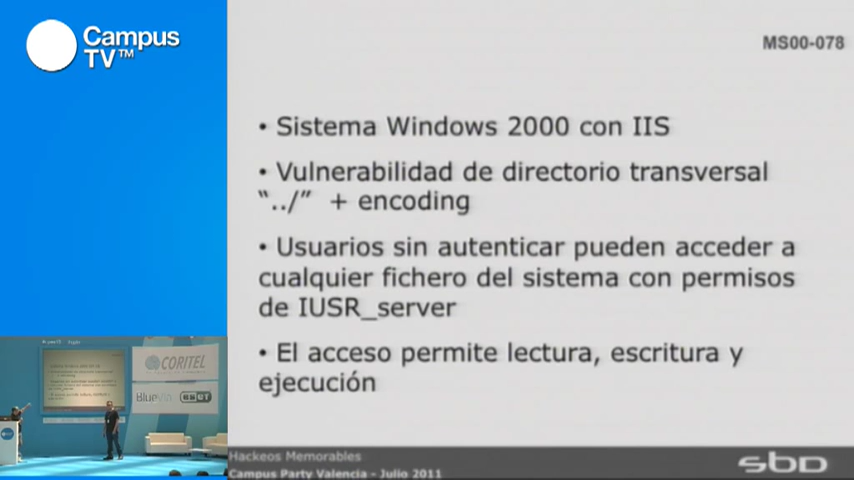 Campus
TV™
MS00-078
• Sistema Windows 2000 con IIS
• Vulnerabilidad de directorio transversal
“../” + encoding
• Usuarios sin autenticar pueden acceder a
cualquier fichero del sistema con permisos
de IUSR_server
• El acceso permite lectura, escritura y
ejecución
CORITEL
Hackeos Memorables
Campus Party Valencia - Julio 2011
sbd